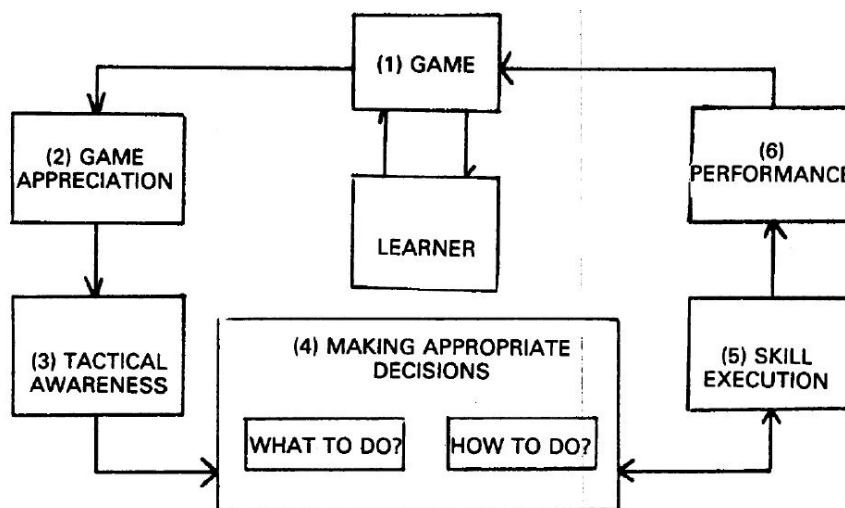 (1) GAME
(2) GAME
APPRECIATION
(6)
PERFORMANCE
LEARNER
(3) TACTICAL
AWARENESS
(4) MAKING APPROPRIATE
DECISIONS
WHAT TO DO?
HOW TO DO?
(5) SKILL
EXECUTION